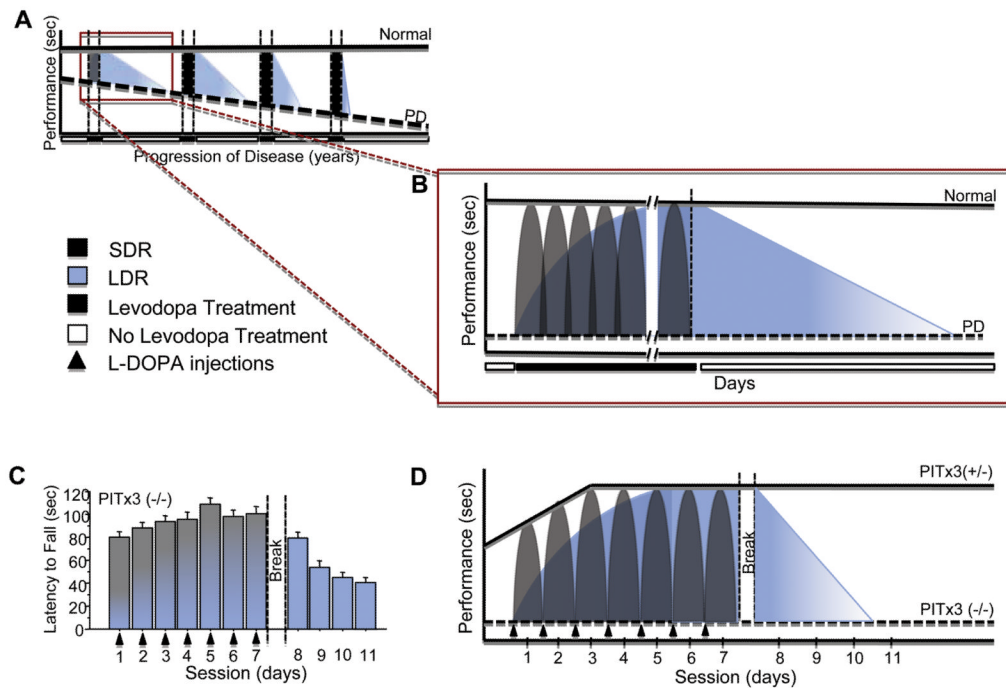 A
Performance (sec)
Normal
PD
Progression of Disease (years)
B
Performance (sec)
Normal
PD
Days
SDR
LDR
Levodopa Treatment
No Levodopa Treatment
L-DOPA injections
C
PITx3 (-/-)
Latency to Fall (sec)
120
100
80
60
40
20
0
Break
1 2 3 4 5 6 7 8 9 10 11
Session (days)
D
Performance (sec)
PITx3(+/-)
Break
PITx3 (-/-)
1 2 3 4 5 6 7 8 9 10 11
Session (days)